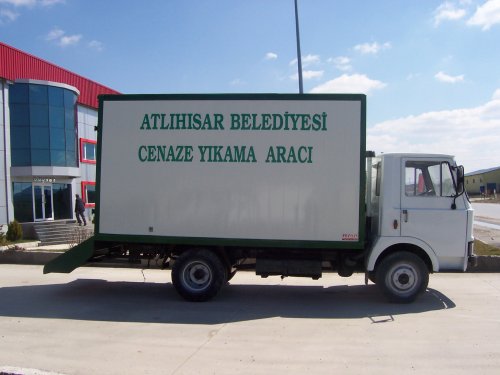 ATLIHISAR BELEDİYESİ
CENAZE YIKAMA ARACI